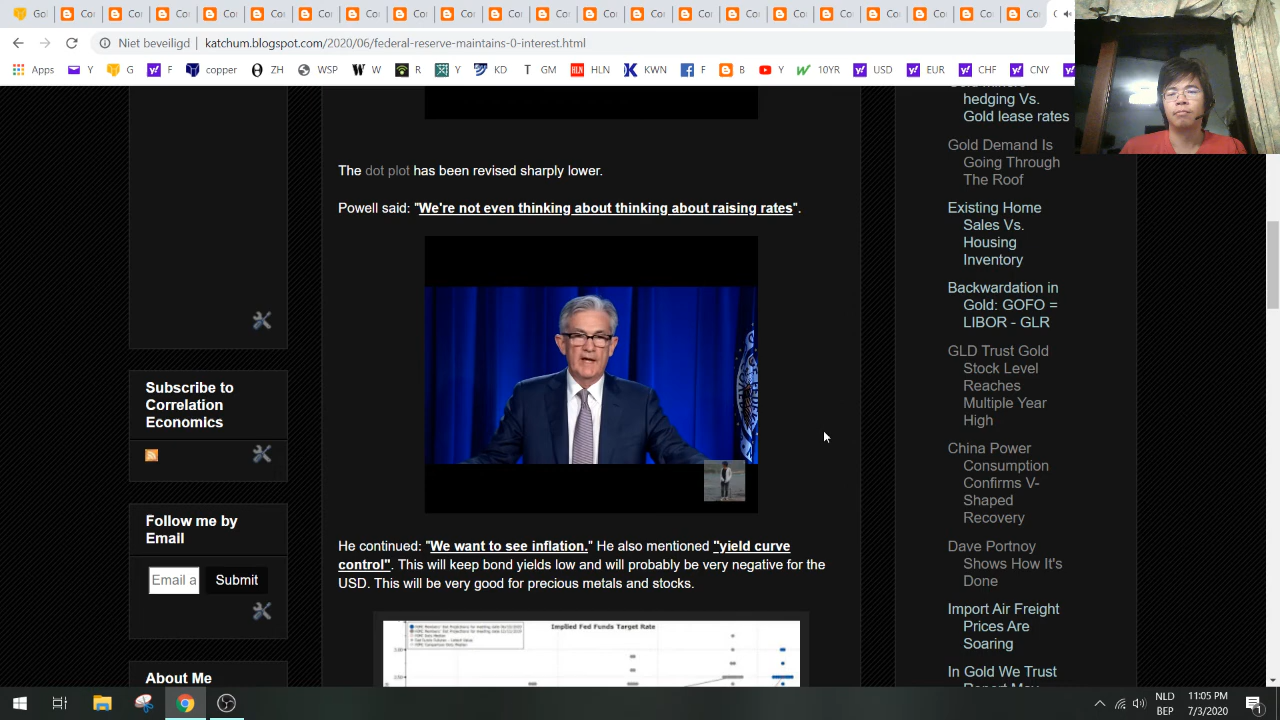 Go
Co
Niet beveiligd
katchum.blogspot.com/2020/06/federal-reserve-maintains-0-interest.html
Apps Y G F copper ZH WSP W R Y KD GM HLN KWN F B Y 10YR USD EUR CHF CNY
hedging Vs.
Gold lease rates
Gold Demand Is
Going Through
The Roof
Existing Home
Sales Vs.
Housing
Inventory
Backwardation in
Gold: GOFO =
LIBOR - GLR
GLD Trust Gold
Stock Level
Reaches
Multiple Year
High
China Power
Consumption
Confirms V-
Shaped
Recovery
Dave Portnoy
Shows How It's
Done
Import Air Freight
Prices Are
Soaring
In Gold We Trust
The dot plot has been revised sharply lower.
Powell said: "We're not even thinking about thinking about raising rates".
He continued: "We want to see inflation." He also mentioned "yield curve
control". This will keep bond yields low and will probably be very negative for the
USD. This will be very good for precious metals and stocks.
Implied Fed Funds Target Rate
Subscribe to
Correlation
Economics
Follow me by
Email
Email a
Submit
About Me
NLD
BEP
11:05 PM
7/3/2020